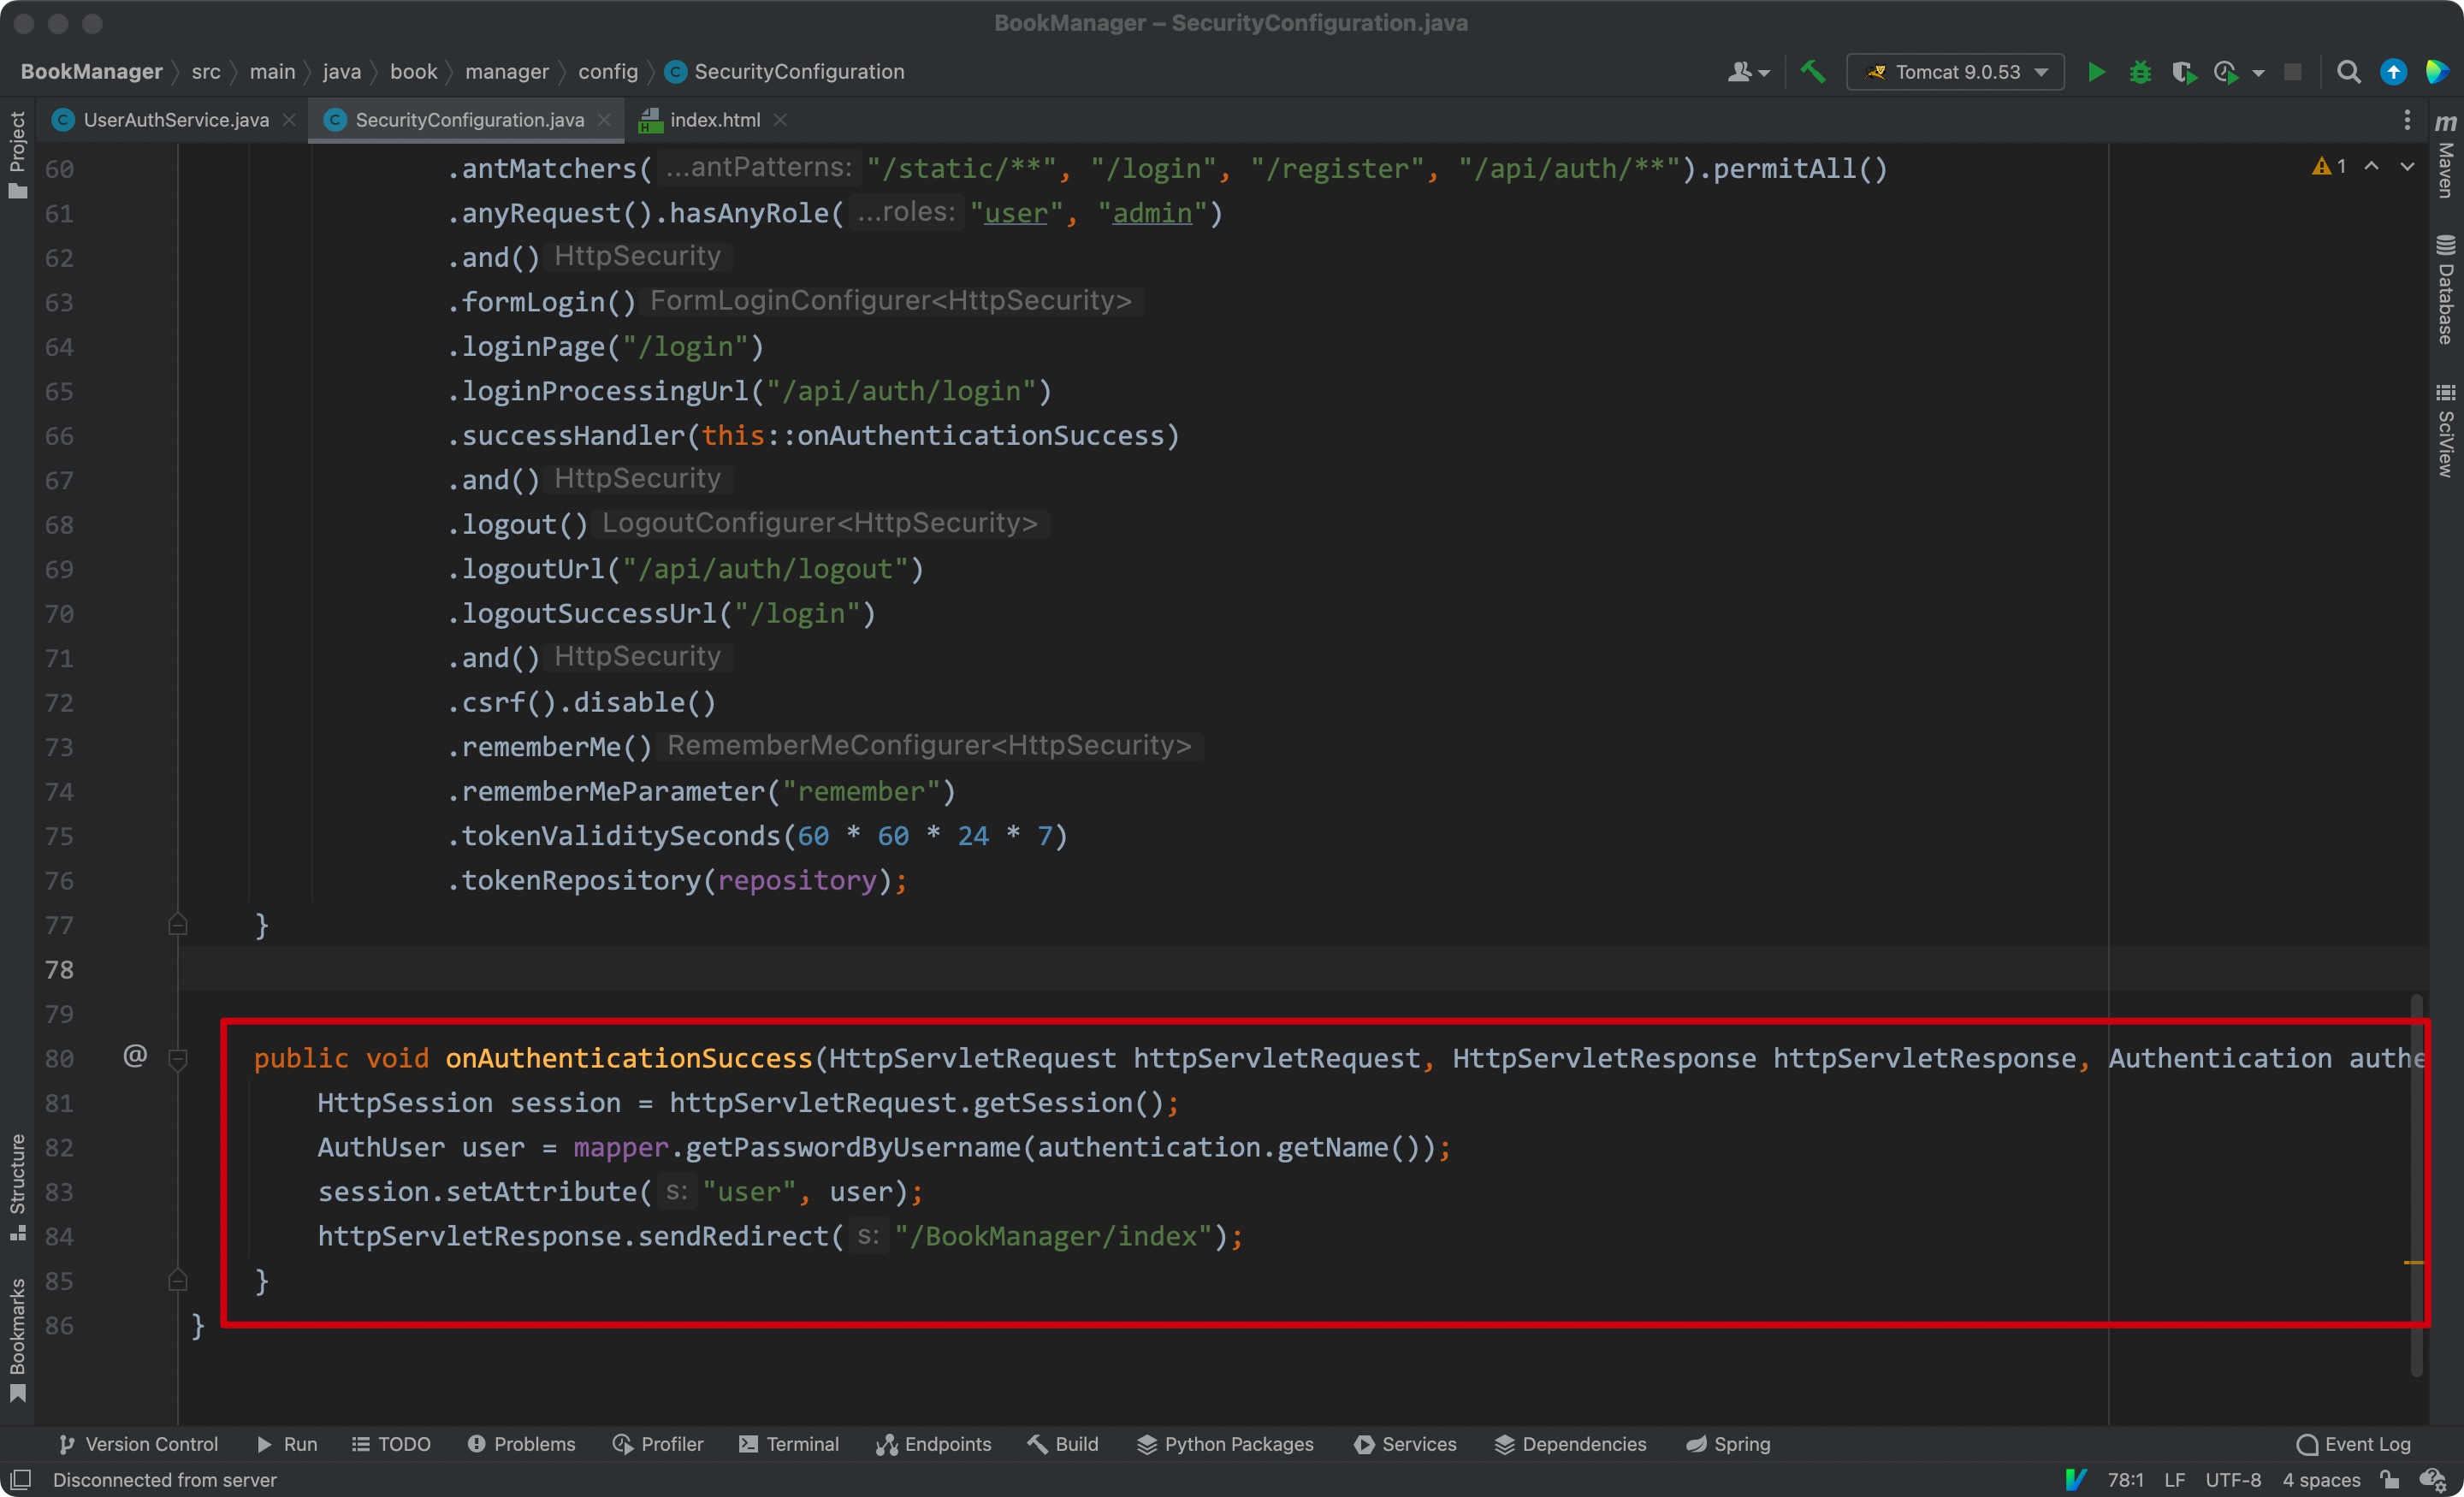 BookManager – SecurityConfiguration.java
BookManager src main java book manager config SecurityConfiguration
Tomcat 9.0.53
UserAuthService.java SecurityConfiguration.java index.html
Project
m
Maven
Database
SciView
1
60 .antMatchers( ...antPatterns: "/static/**", "/login", "/register", "/api/auth/**").permitAll()
61 .anyRequest().hasAnyRole( ...roles: "user", "admin")
62 .and() HttpSecurity
63 .formLogin() FormLoginConfigurer<HttpSecurity>
64 .loginPage("/login")
65 .loginProcessingUrl("/api/auth/login")
66 .successHandler(this::onAuthenticationSuccess)
67 .and() HttpSecurity
68 .logout() LogoutConfigurer<HttpSecurity>
69 .logoutUrl("/api/auth/logout")
70 .logoutSuccessUrl("/login")
71 .and() HttpSecurity
72 .csrf().disable()
73 .rememberMe() RememberMeConfigurer<HttpSecurity>
74 .rememberMeParameter("remember")
75 .tokenValiditySeconds(60 * 60 * 24 * 7)
76 .tokenRepository(repository);
77 }
78
79
80 @ public void onAuthenticationSuccess(HttpServletRequest httpServletRequest, HttpServletResponse httpServletResponse, Authentication authe
81 HttpSession session = httpServletRequest.getSession();
82 AuthUser user = mapper.getPasswordByUsername(authentication.getName());
83 session.setAttribute( s: "user", user);
84 httpServletResponse.sendRedirect( s: "/BookManager/index");
85 }
86 }
Structure
Bookmarks
Version Control Run TODO Problems Profiler Terminal Endpoints Build Python Packages Services Dependencies Spring Event Log
Disconnected from server 78:1 LF UTF-8 4 spaces